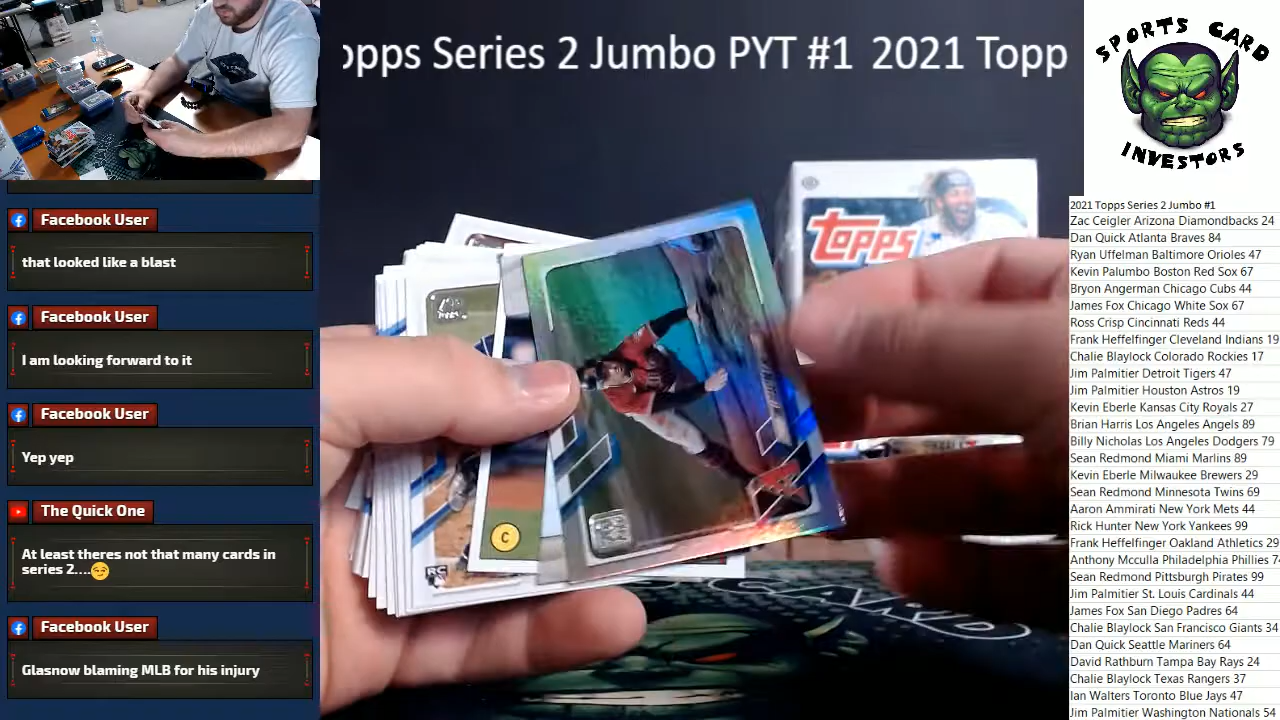 opps Series 2 Jumbo PYT #1 2021 Topp
SPORTS CARD
INVESTORS
Facebook User
that looked like a blast
Facebook User
I am looking forward to it
Facebook User
Yep yep
The Quick One
At least theres not that many cards in
series 2....😏
Facebook User
Glasnow blaming MLB for his injury
topps
C
RC
CARD
2021 Topps Series 2 Jumbo #1
Zac Ceigler Arizona Diamondbacks 24
Dan Quick Atlanta Braves 84
Ryan Uffelman Baltimore Orioles 47
Kevin Palumbo Boston Red Sox 67
Bryon Angerman Chicago Cubs 44
James Fox Chicago White Sox 67
Ross Crisp Cincinnati Reds 44
Frank Heffelfinger Cleveland Indians 19
Chalie Blaylock Colorado Rockies 17
Jim Palmitier Detroit Tigers 47
Jim Palmitier Houston Astros 19
Kevin Eberle Kansas City Royals 27
Brian Harris Los Angeles Angels 89
Billy Nicholas Los Angeles Dodgers 79
Sean Redmond Miami Marlins 89
Kevin Eberle Milwaukee Brewers 29
Sean Redmond Minnesota Twins 69
Aaron Ammirati New York Mets 44
Rick Hunter New York Yankees 99
Frank Heffelfinger Oakland Athletics 29
Anthony Mcculla Philadelphia Phillies 7
Sean Redmond Pittsburgh Pirates 99
Jim Palmitier St. Louis Cardinals 44
James Fox San Diego Padres 64
Chalie Blaylock San Francisco Giants 34
Dan Quick Seattle Mariners 64
David Rathburn Tampa Bay Rays 24
Chalie Blaylock Texas Rangers 37
Ian Walters Toronto Blue Jays 47
Jim Palmitier Washington Nationals 54